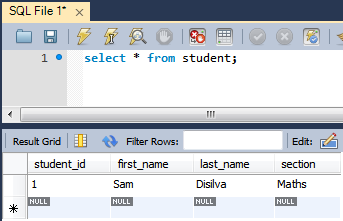 SQL File 1*
1 select * from student;
Result Grid Filter Rows: Edit:
student_id first_name last_name section
1 Sam Disilva Maths
NULL NULL NULL NULL